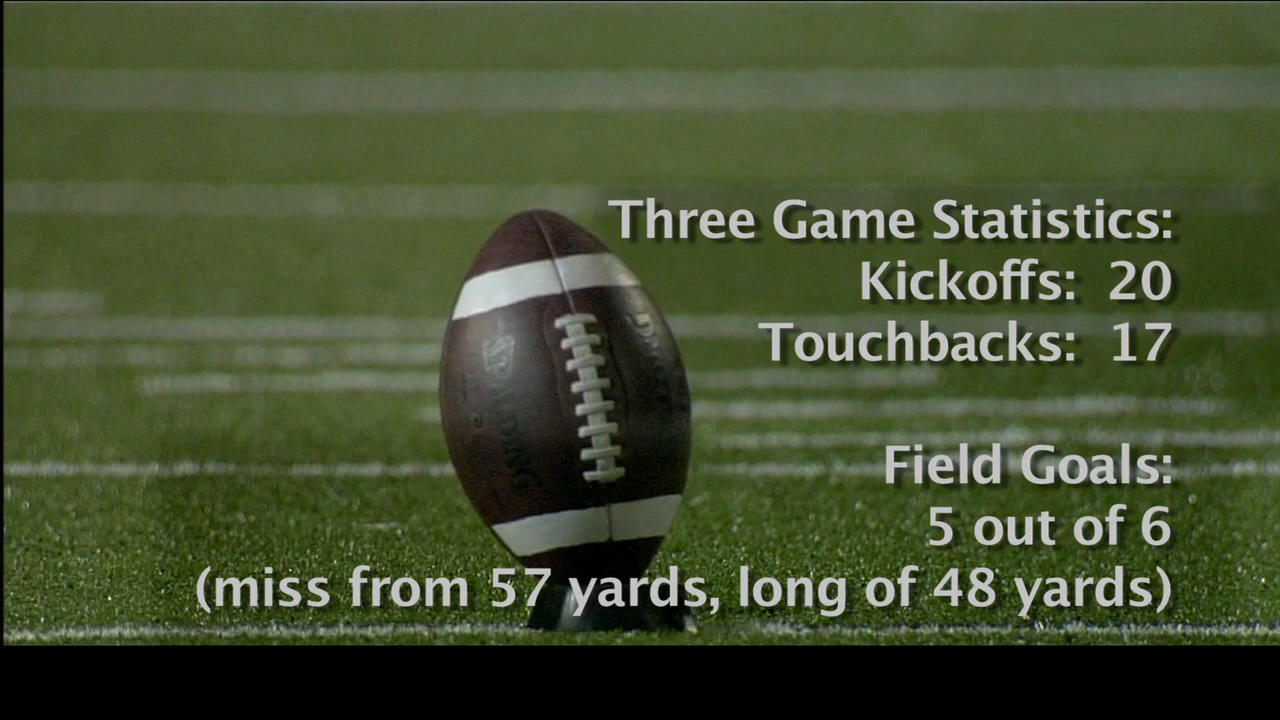 Three Game Statistics:
Kickoffs: 20
Touchbacks: 17
Field Goals:
5 out of 6
(miss from 57 yards, long of 48 yards)